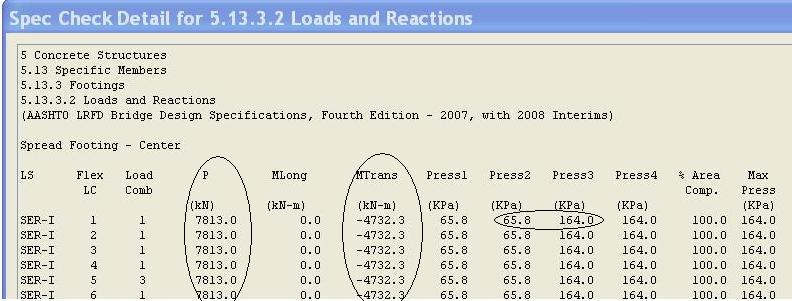 Spec Check Detail for 5.13.3.2 Loads and Reactions
5 Concrete Structures
5.13 Specific Members
5.13.3 Footings
5.13.3.2 Loads and Reactions
(AASHTO LRFD Bridge Design Specifications, Fourth Edition - 2007, with 2008 Interims)
Spread Footing - Center
LS Flex Load P MLong MTrans Press1 Press2 Press3 Press4 % Area Max
LC Comb Comp. Press
(kN) (kN-m) (kN-m) (KPa) (KPa) (KPa) (KPa) (KPa)
SER-I 1 1 7813.0 0.0 -4732.3 65.8 65.8 164.0 164.0 100.0 164.0
SER-I 2 1 7813.0 0.0 -4732.3 65.8 65.8 164.0 164.0 100.0 164.0
SER-I 3 1 7813.0 0.0 -4732.3 65.8 65.8 164.0 164.0 100.0 164.0
SER-I 4 1 7813.0 0.0 -4732.3 65.8 65.8 164.0 164.0 100.0 164.0
SER-I 5 3 7813.0 0.0 -4732.3 65.8 65.8 164.0 164.0 100.0 164.0
SER-I 6 1 7813.0 0.0 -4732.3 65.8 65.8 164.0 164.0 100.0 164.0